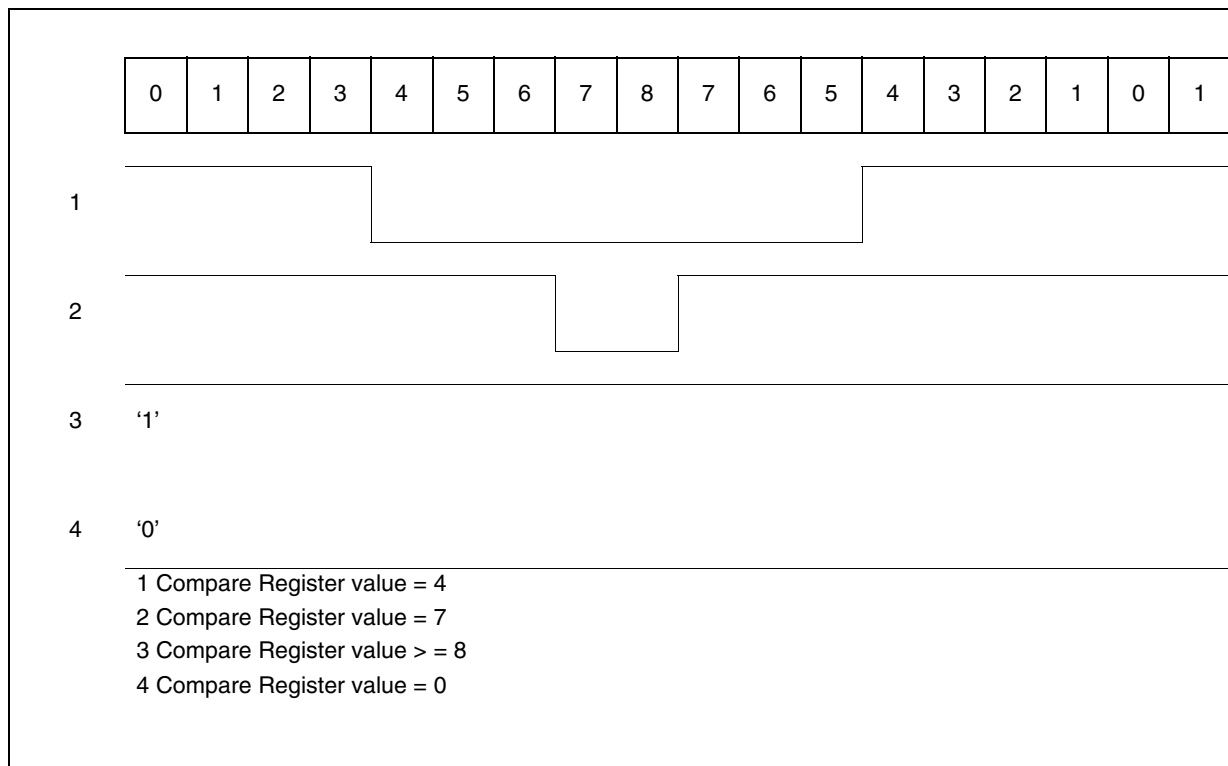 0 1 2 3 4 5 6 7 8 7 6 5 4 3 2 1 0 1
1
2
3 ‘1’
4 ‘0’
1 Compare Register value = 4
2 Compare Register value = 7
3 Compare Register value > = 8
4 Compare Register value = 0